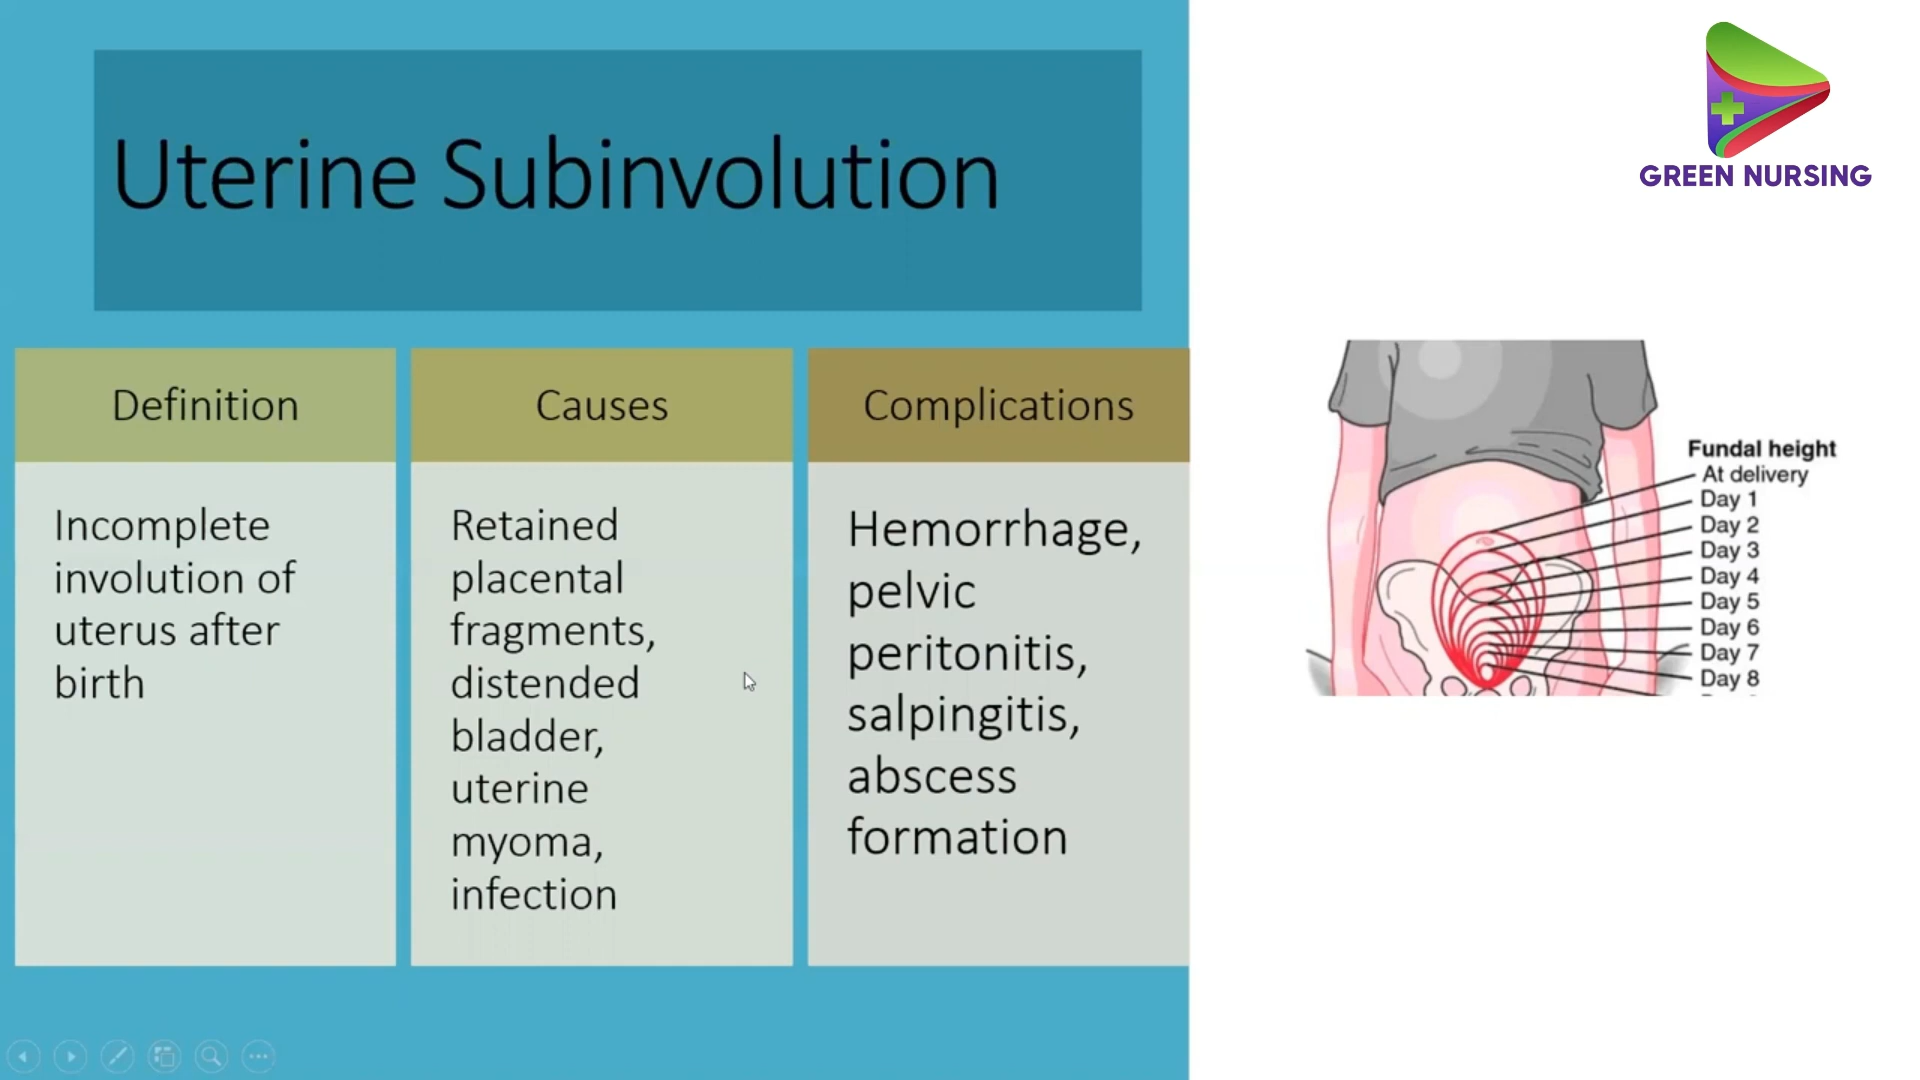 Uterine Subinvolution
GREEN NURSING
Definition
Incomplete
involution of
uterus after
birth
Causes
Retained
placental
fragments,
distended
bladder,
uterine
myoma,
infection
Complications
Hemorrhage,
pelvic
peritonitis,
salpingitis,
abscess
formation
Fundal height
At delivery
Day 1
Day 2
Day 3
Day 4
Day 5
Day 6
Day 7
Day 8